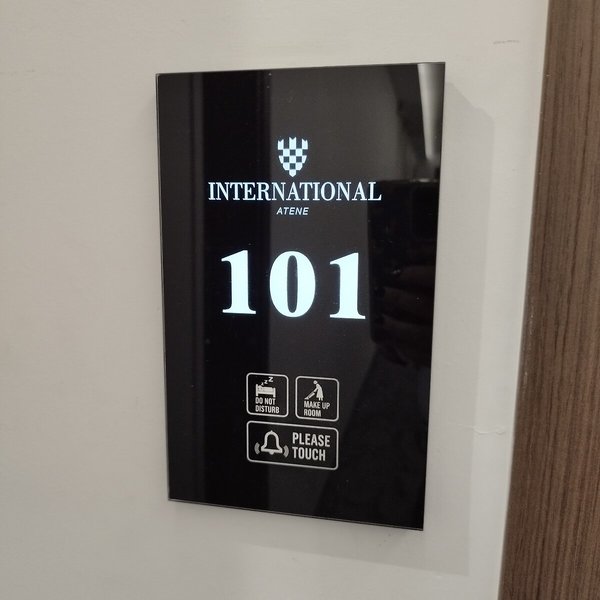 INTERNATIONAL
ATENE
101
Z Z Z
DO NOT
DISTURB
MAKE UP
ROOM
PLEASE
TOUCH